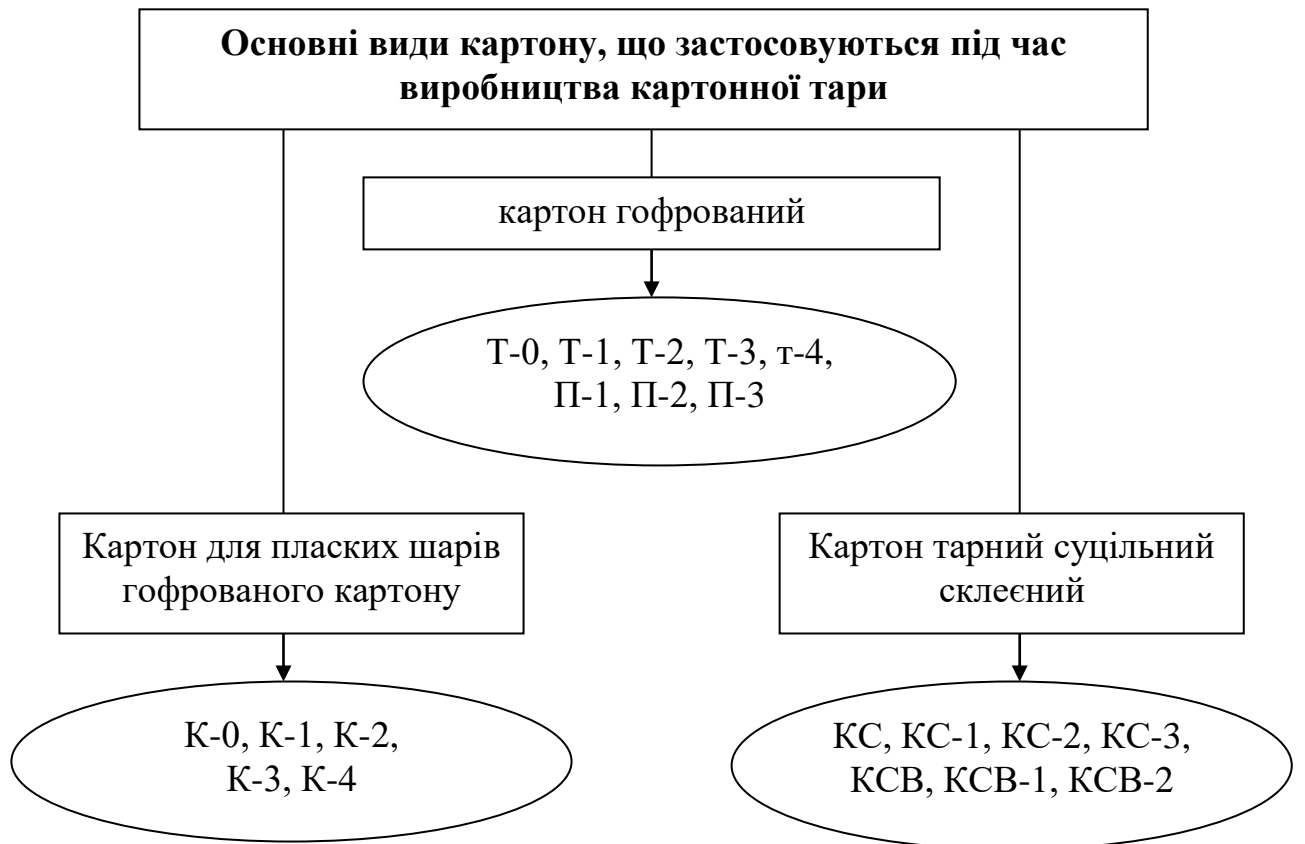 Основні види картону, що застосовуються під час
виробництва картонної тари
картон гофрований
Т-0, Т-1, Т-2, Т-3, т-4,
П-1, П-2, П-3
Картон для пласких шарів
гофрованого картону
К-0, К-1, К-2,
К-3, К-4
Картон тарний суцільний
склеєний
КС, КС-1, КС-2, КС-3,
КСВ, КСВ-1, КСВ-2